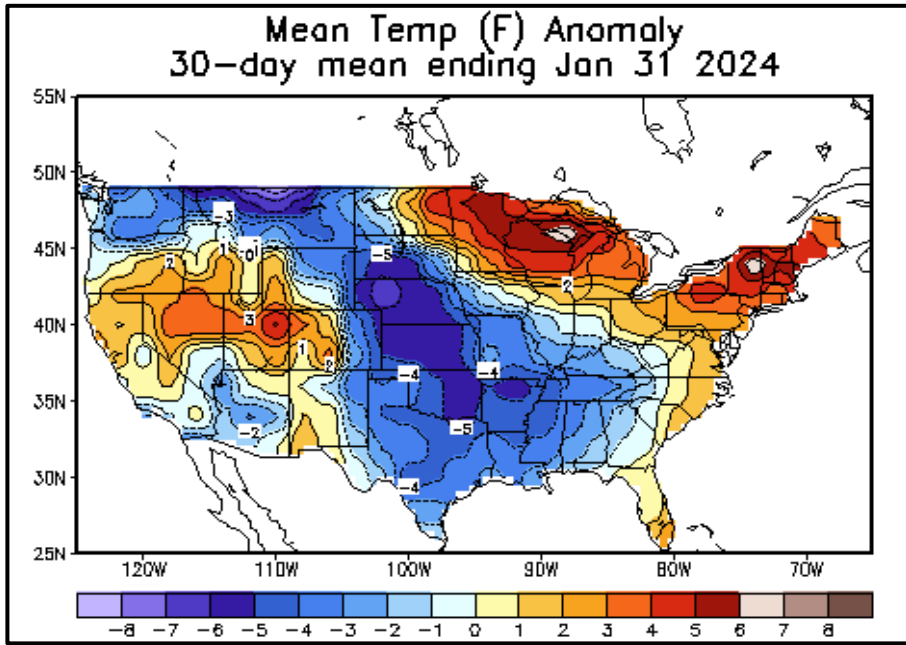 Mean Temp (F) Anomaly
30-day mean ending Jan 31 2024
55N
50N
-3
45N
1
-5
2
0
2
40N
3
1
2
-4
-4
35N
-2
-5
30N
-4
25N
120W 110W 100W 90W 80W 70W
-8 -7 -6 -5 -4 -3 -2 -1 0 1 2 3 4 5 6 7 8